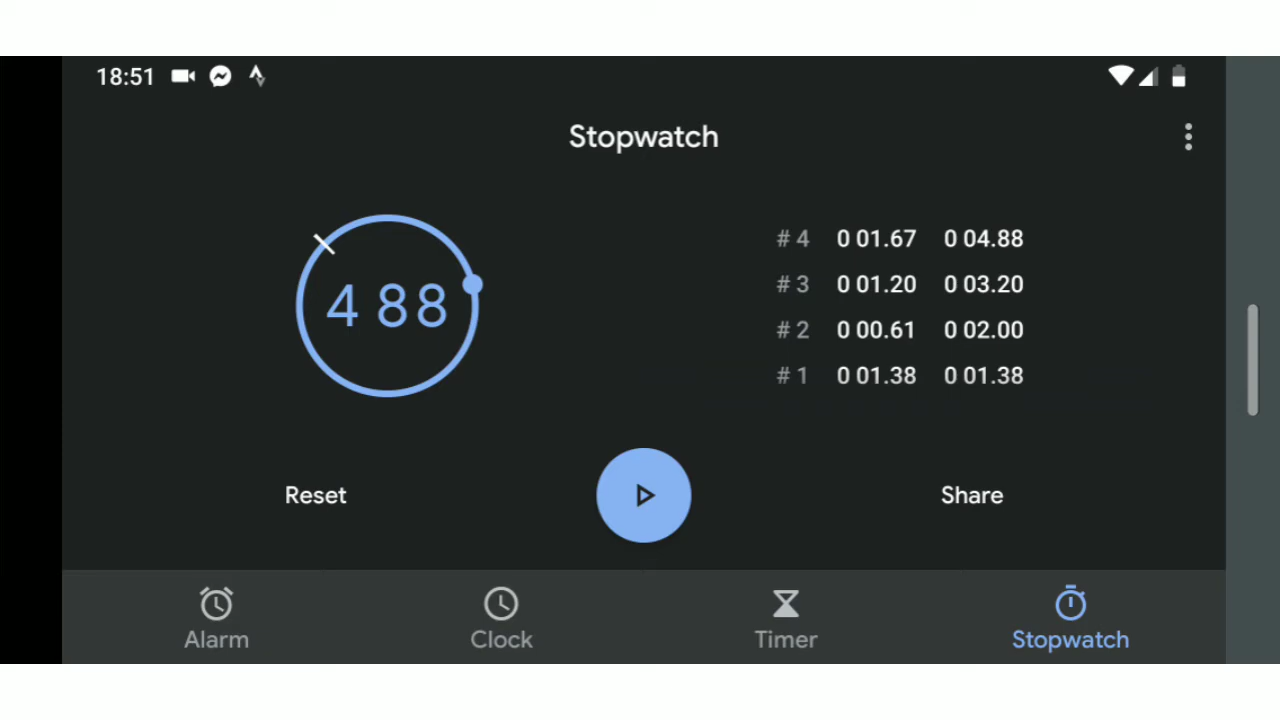 18:51
Stopwatch
4 88
# 4 0 01.67 0 04.88
# 3 0 01.20 0 03.20
# 2 0 00.61 0 02.00
# 1 0 01.38 0 01.38
Reset Share
Alarm Clock Timer Stopwatch